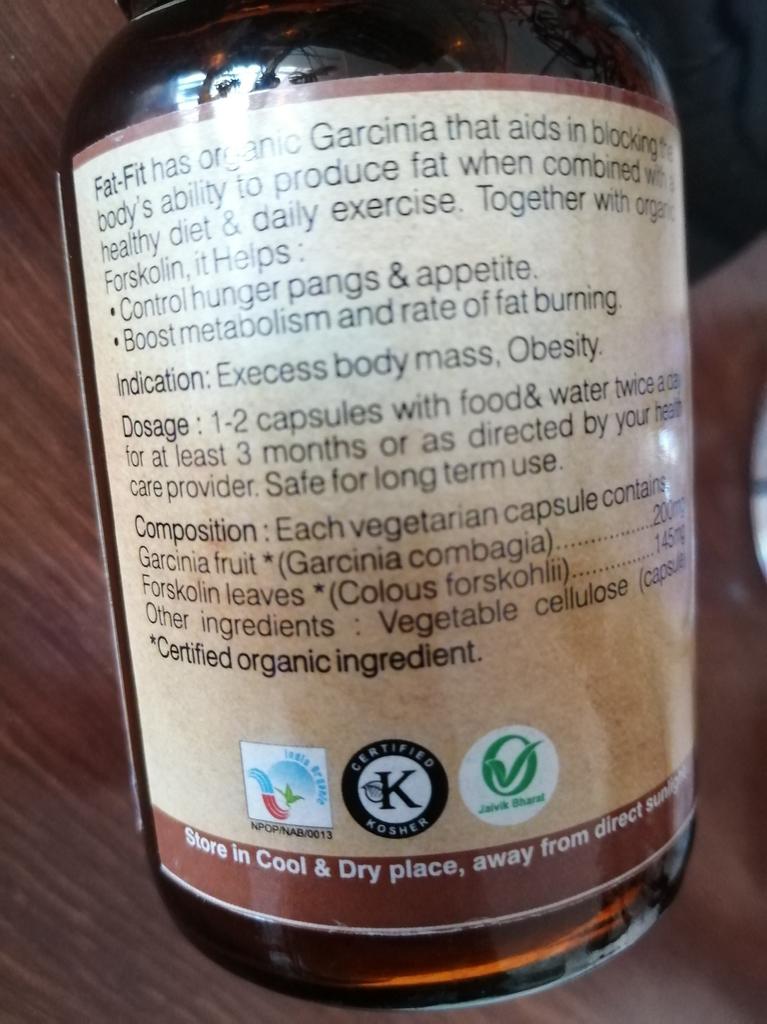 Fat-Fit has organic Garcinia that aids in blocking the
body's ability to produce fat when combined with a
healthy diet & daily exercise. Together with organic
Forskolin, it Helps :
• Control hunger pangs & appetite.
• Boost metabolism and rate of fat burning.
Indication: Execess body mass, Obesity.
Dosage : 1-2 capsules with food& water twice a day
for at least 3 months or as directed by your health
care provider. Safe for long term use.
Composition : Each vegetarian capsule contains
Garcinia fruit *(Garcinia combagia)...............200mg
Forskolin leaves *(Colous forskohlii)..............145mg
Other ingredients : Vegetable cellulose (capsule
*Certified organic ingredient.
India Organic
NPOP/NAB/0013
CERTIFIED
K
KOSHER
Jaivik Bharat
Store in Cool & Dry place, away from direct sunlight